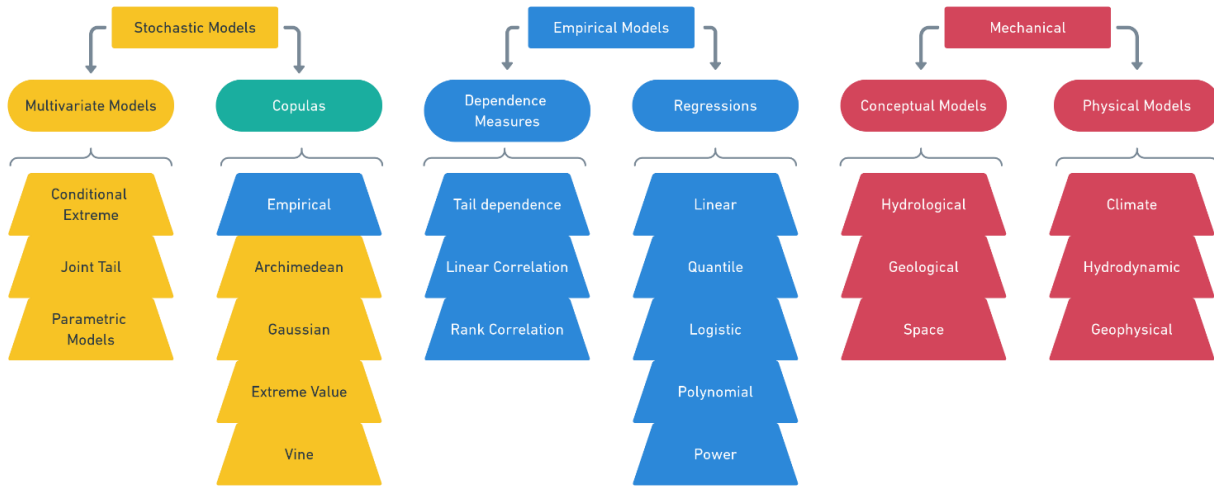 Stochastic Models
Empirical Models
Mechanical
Multivariate Models
Copulas
Dependence
Measures
Regressions
Conceptual Models
Physical Models
Conditional
Extreme
Joint Tail
Parametric
Models
Empirical
Archimedean
Gaussian
Extreme Value
Vine
Tail dependence
Linear Correlation
Rank Correlation
Linear
Quantile
Logistic
Polynomial
Power
Hydrological
Geological
Space
Climate
Hydrodynamic
Geophysical